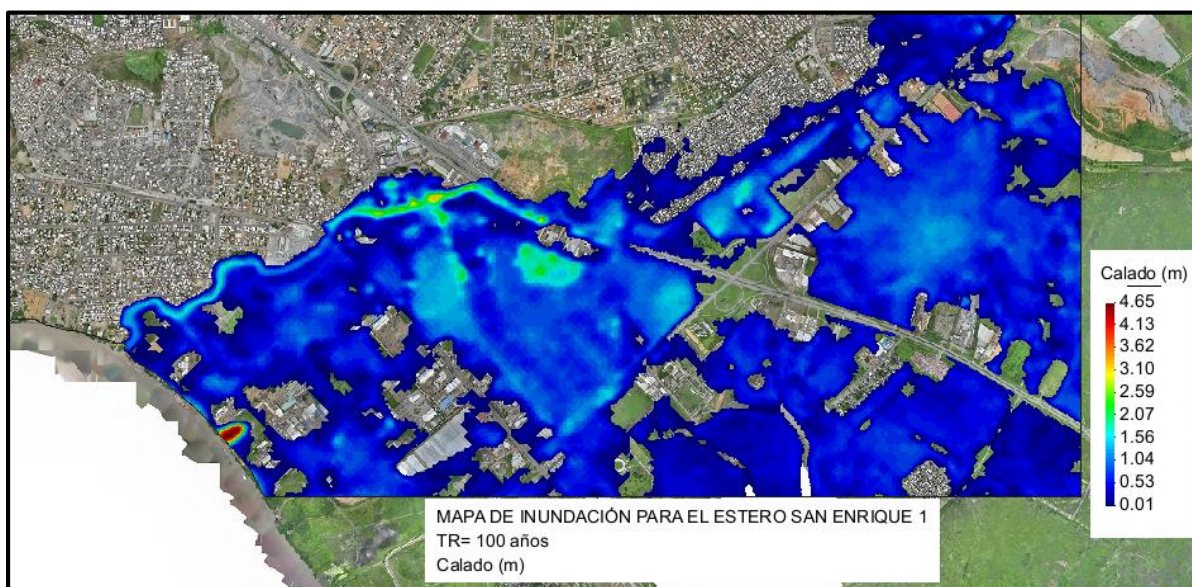 Calado (m)
4.65
4.13
3.62
3.10
2.59
2.07
1.56
1.04
0.53
0.01
MAPA DE INUNDACIÓN PARA EL ESTERO SAN ENRIQUE 1
TR= 100 años
Calado (m)